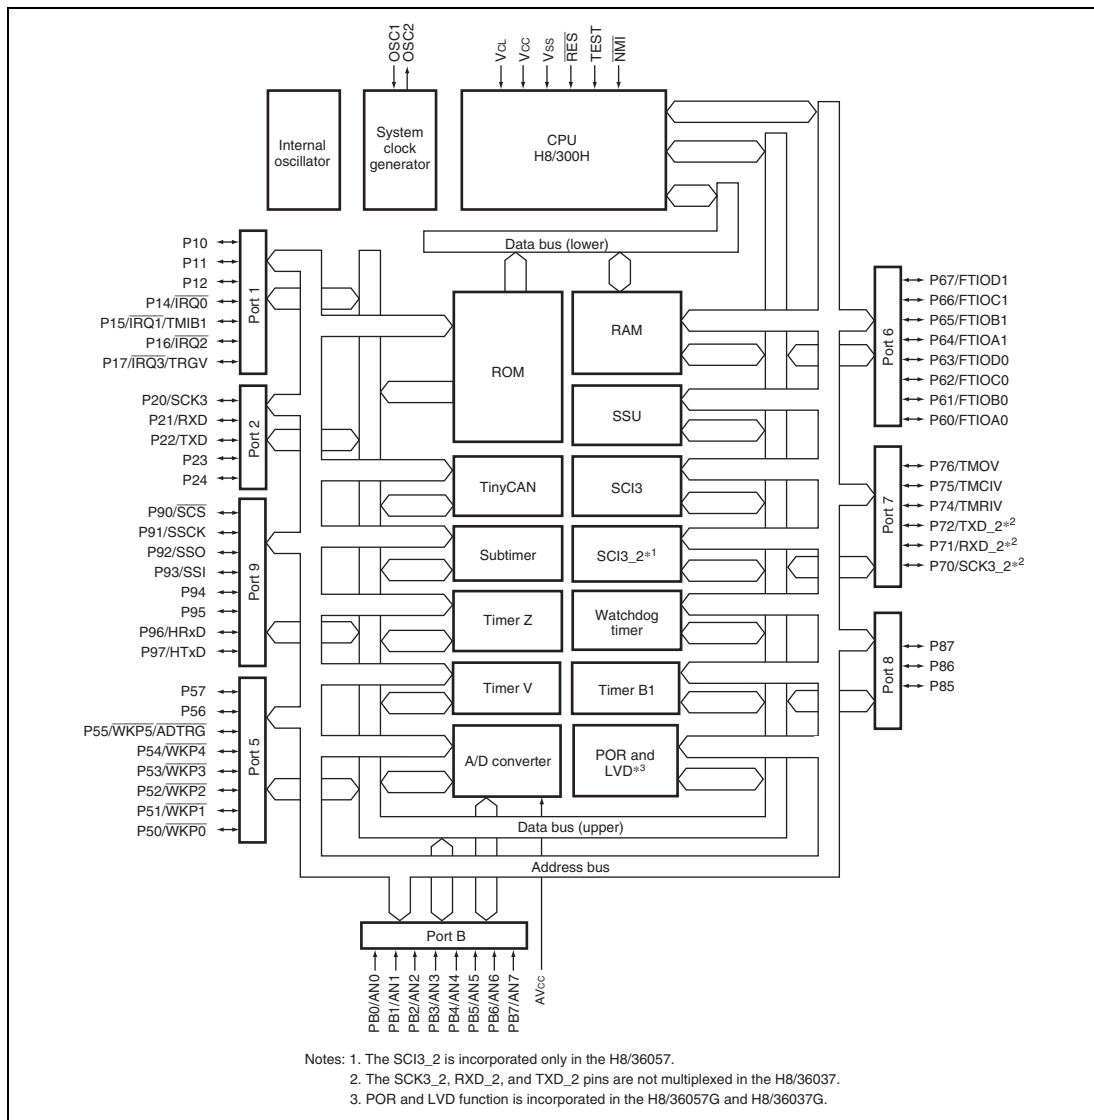 OSC1
OSC2
VCL
VCC
VSS
RES
TEST
NMI
Internal
oscillator
System
clock
generator
CPU
H8/300H
Data bus (lower)
P10
P11
P12
P14/IRQ0
P15/IRQ1/TMIB1
P16/IRQ2
P17/IRQ3/TRGV
Port 1
P20/SCK3
P21/RXD
P22/TXD
P23
P24
Port 2
P90/SCS
P91/SSCK
P92/SSO
P93/SSI
P94
P95
P96/HRxD
P97/HTxD
Port 9
P57
P56
P55/WKP5/ADTRG
P54/WKP4
P53/WKP3
P52/WKP2
P51/WKP1
P50/WKP0
Port 5
ROM
RAM
SSU
TinyCAN
SCI3
Subtimer
SCI3_2*1
Timer Z
Watchdog
timer
Timer V
Timer B1
A/D converter
POR and
LVD*3
Port 6
P67/FTIOD1
P66/FTIOC1
P65/FTIOB1
P64/FTIOA1
P63/FTIOD0
P62/FTIOC0
P61/FTIOB0
P60/FTIOA0
Port 7
P76/TMOV
P75/TMCIV
P74/TMRIV
P72/TXD_2*2
P71/RXD_2*2
P70/SCK3_2*2
Port 8
P87
P86
P85
Data bus (upper)
Address bus
Port B
PB0/AN0
PB1/AN1
PB2/AN2
PB3/AN3
PB4/AN4
PB5/AN5
PB6/AN6
PB7/AN7
AVCC
Notes: 1. The SCI3_2 is incorporated only in the H8/36057.
2. The SCK3_2, RXD_2, and TXD_2 pins are not multiplexed in the H8/36037.
3. POR and LVD function is incorporated in the H8/36057G and H8/36037G.